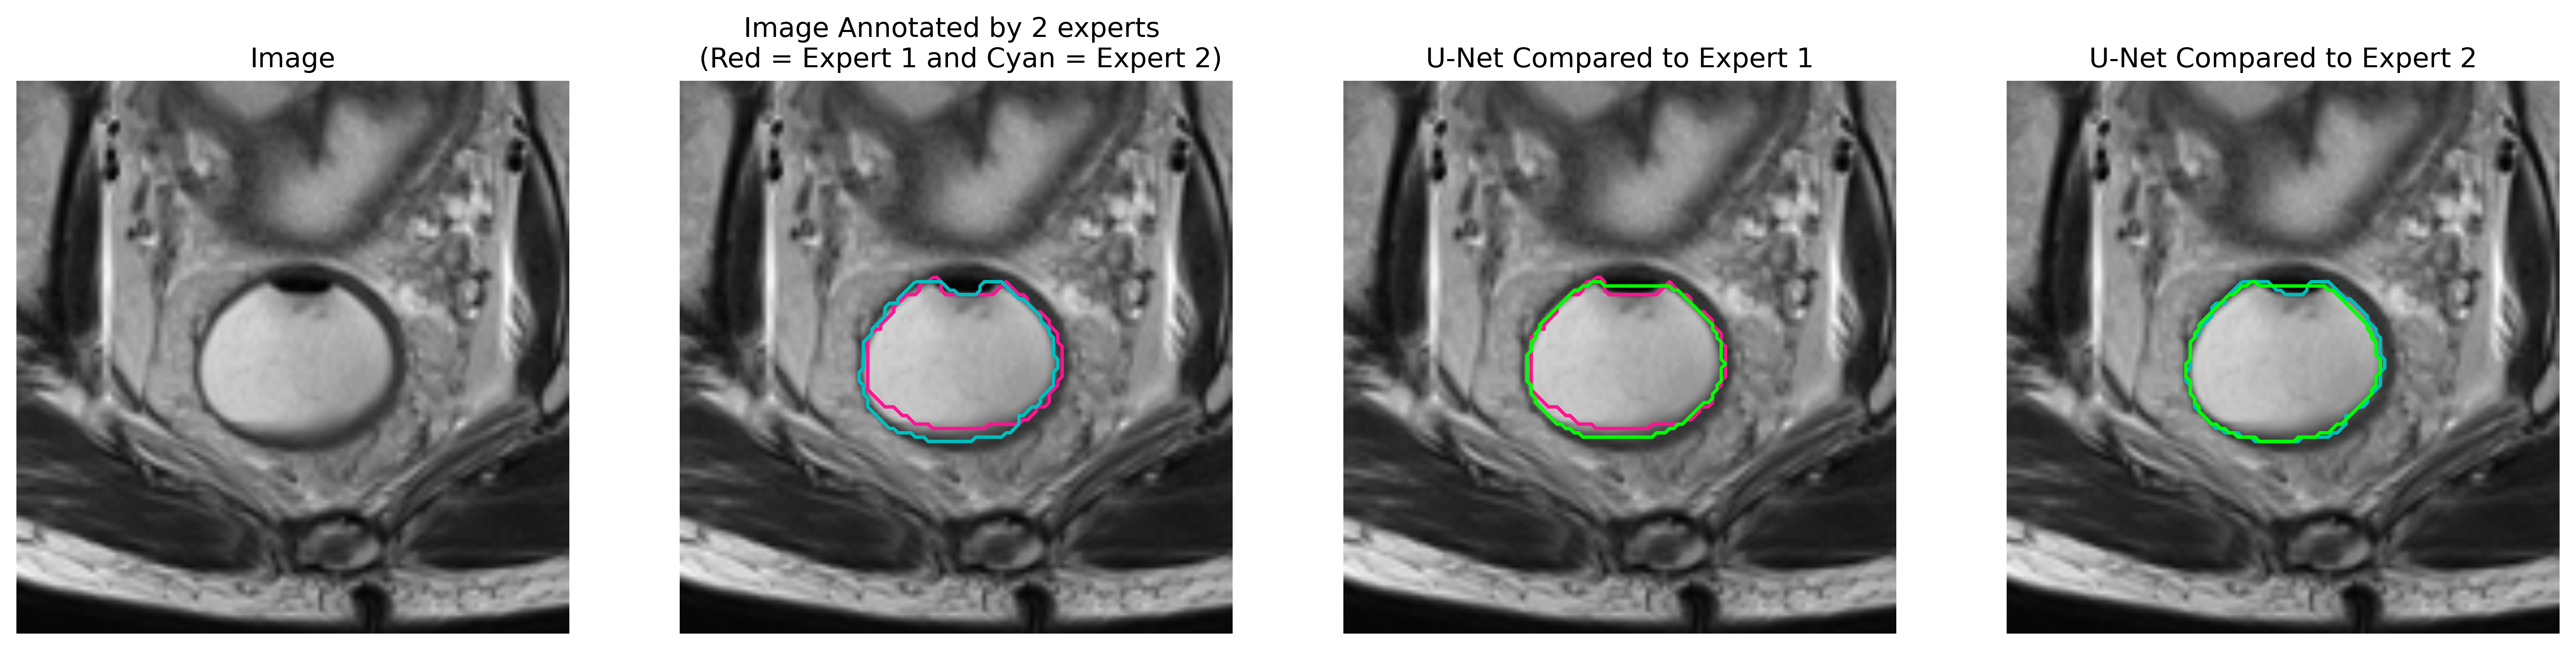 Image
Image Annotated by 2 experts
(Red = Expert 1 and Cyan = Expert 2)
U-Net Compared to Expert 1
U-Net Compared to Expert 2